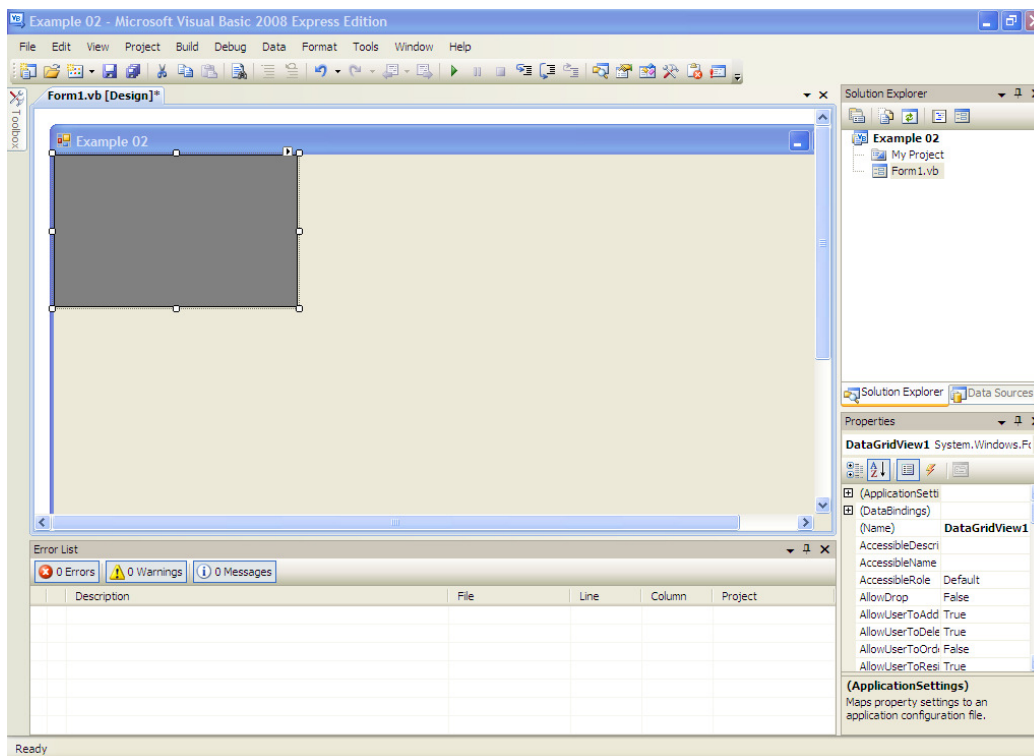 Example 02 - Microsoft Visual Basic 2008 Express Edition
File Edit View Project Build Debug Data Format Tools Window Help
Toolbox
Form1.vb [Design]*
Example 02
Solution Explorer
Example 02
My Project
Form1.vb
Solution Explorer Data Sources
Properties
DataGridView1 System.Windows.Fo
(ApplicationSetti
(DataBindings)
(Name) DataGridView1
AccessibleDescri
AccessibleName
AccessibleRole Default
AllowDrop False
AllowUserToAdd True
AllowUserToDele True
AllowUserToOrd False
AllowUserToResi True
(ApplicationSettings)
Maps property settings to an
application configuration file.
Error List
0 Errors 0 Warnings 0 Messages
Description File Line Column Project
Ready